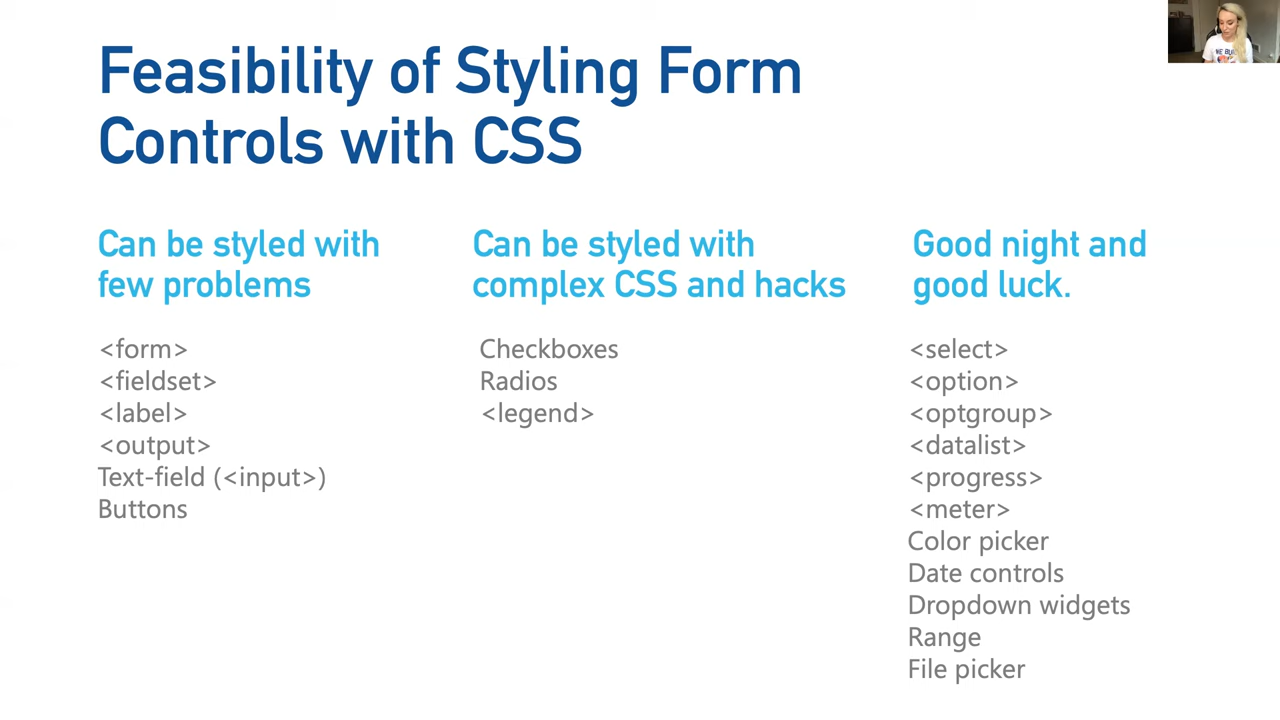 Feasibility of Styling Form
Controls with CSS
Can be styled with
few problems
<form>
<fieldset>
<label>
<output>
Text-field (<input>)
Buttons
Can be styled with
complex CSS and hacks
Checkboxes
Radios
<legend>
Good night and
good luck.
<select>
<option>
<optgroup>
<datalist>
<progress>
<meter>
Color picker
Date controls
Dropdown widgets
Range
File picker